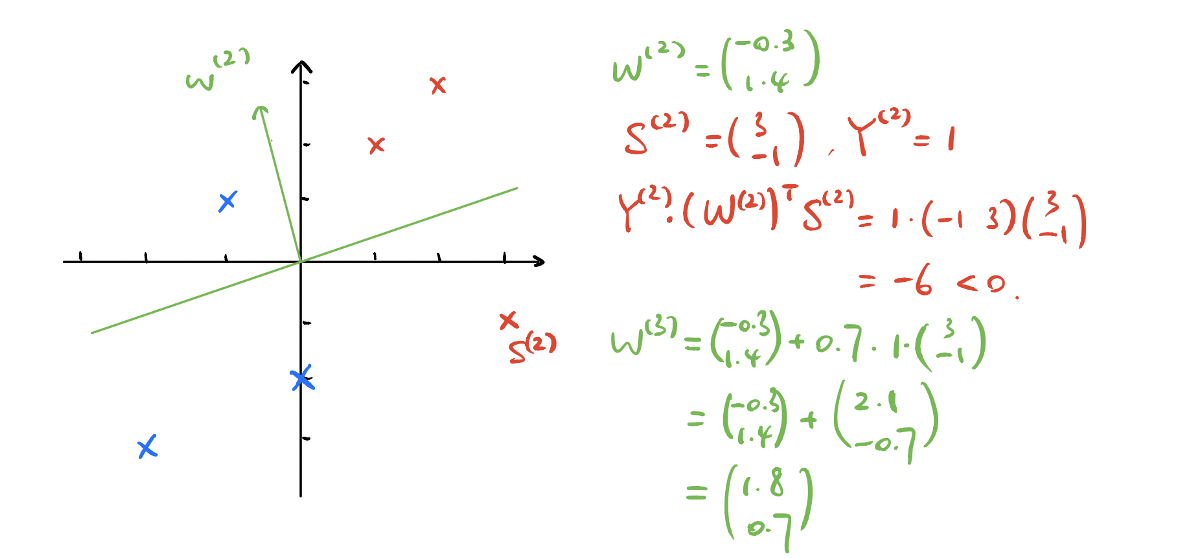 W^(2)
S^(2)
W^(2) = (-0.3
1.4)
S^(2) = (3
-1) , Y^(2) = 1
Y^(2) · (W^(2))^T S^(2) = 1 · (-1 3) (3
-1)
= -6 < 0.
W^(3) = (-0.3
1.4) + 0.7 · 1 · (3
-1)
= (-0.3
1.4) + (2.1
-0.7)
= (1.8
0.7)